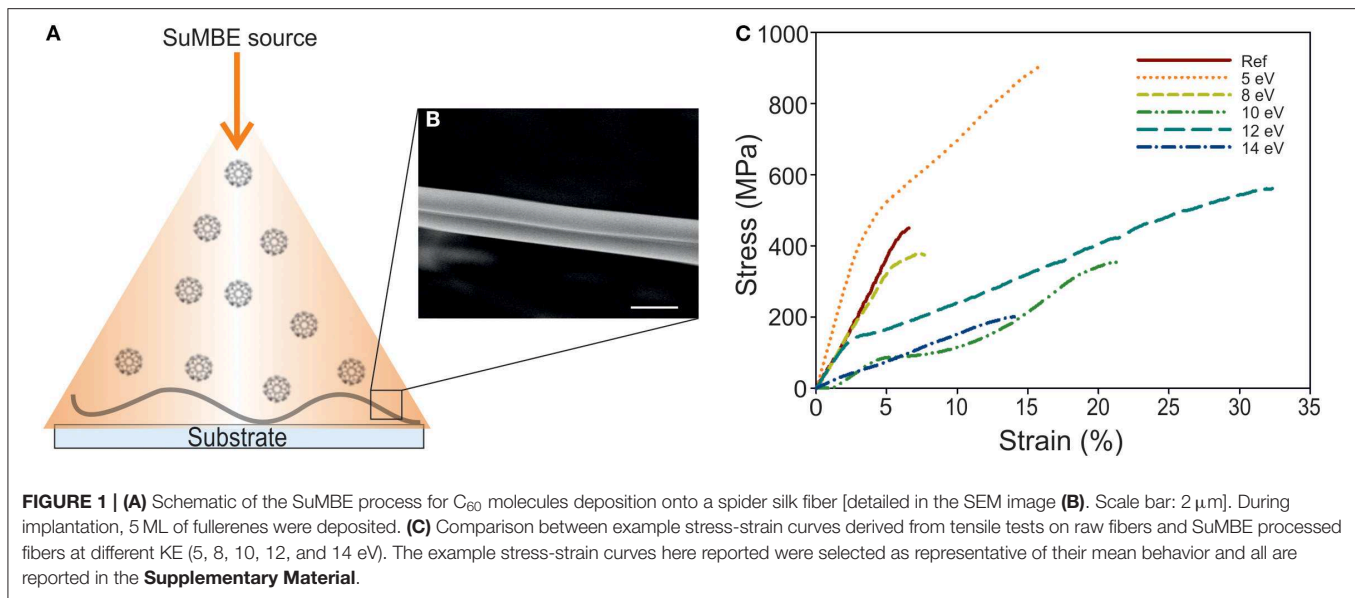 A
SuMBE source
B
Substrate
C
1000
800
600
400
200
0
Stress (MPa)
0 5 10 15 20 25 30 35
Strain (%)
Ref
5 eV
8 eV
10 eV
12 eV
14 eV
FIGURE 1 | (A) Schematic of the SuMBE process for C60 molecules deposition onto a spider silk fiber [detailed in the SEM image (B). Scale bar: 2 μm]. During
implantation, 5 ML of fullerenes were deposited. (C) Comparison between example stress-strain curves derived from tensile tests on raw fibers and SuMBE processed
fibers at different KE (5, 8, 10, 12, and 14 eV). The example stress-strain curves here reported were selected as representative of their mean behavior and all are
reported in the Supplementary Material.